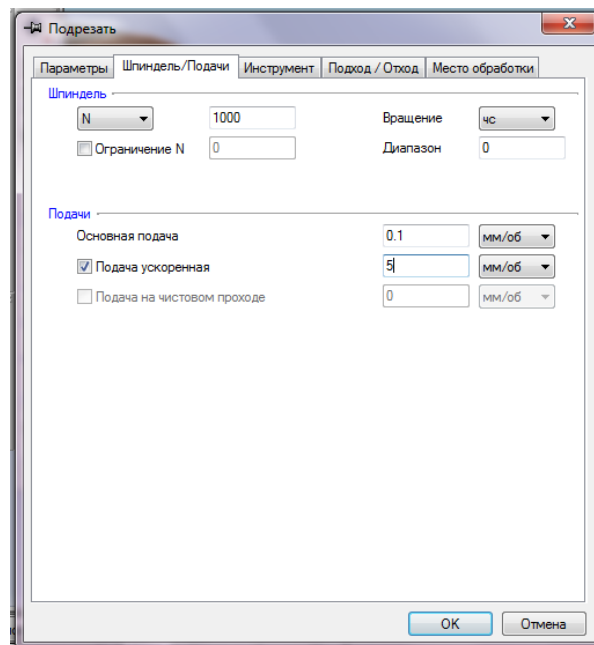 Подрезать
Параметры Шпиндель/Подачи Инструмент Подход / Отход Место обработки
Шпиндель
N 1000 Вращение чс
Ограничение N 0 Диапазон 0
Подачи
Основная подача 0.1 мм/об
Подача ускоренная 5 мм/об
Подача на чистовом проходе 0 мм/об
OK Отмена